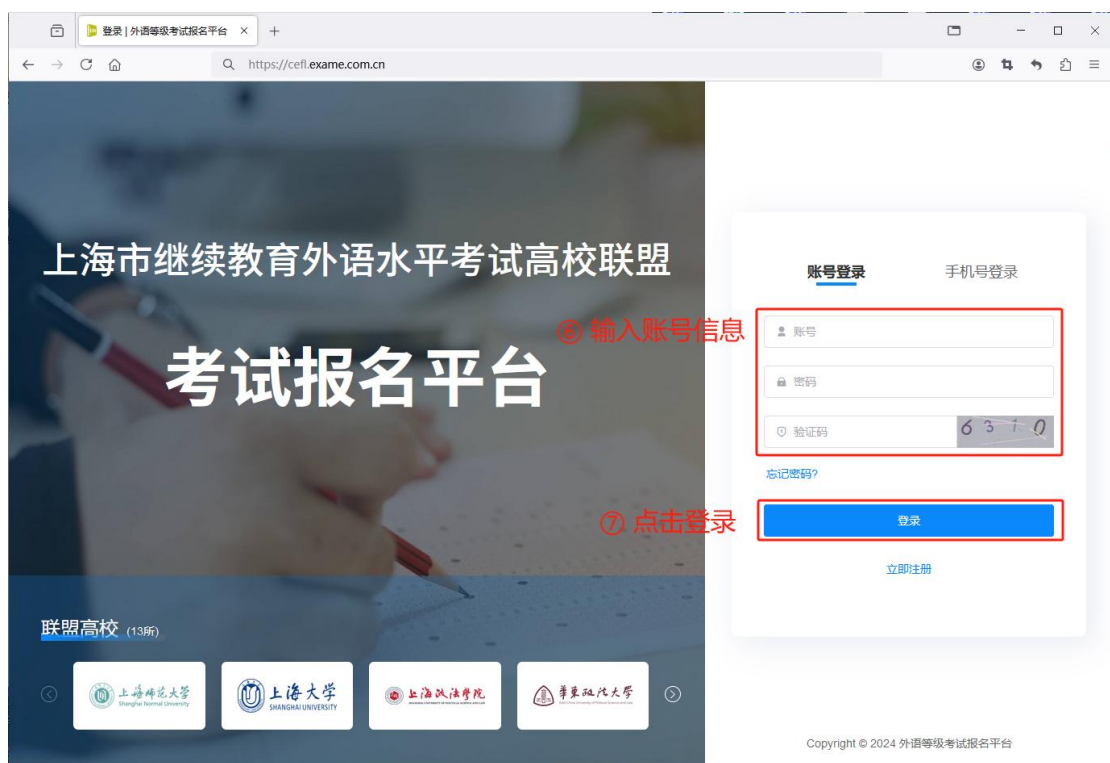 登录 | 外语等级考试报名平台
https://cefl.exame.com.cn
上海市继续教育外语水平考试高校联盟
考试报名平台
联盟高校 (13所)
上海师范大学
Shanghai Normal University
上海大学
SHANGHAI UNIVERSITY
上海政法学院
华东政法大学
账号登录 手机号登录
⑥ 输入账号信息
账号
密码
验证码 6310
忘记密码?
⑦ 点击登录
登录
立即注册
Copyright © 2024 外语等级考试报名平台